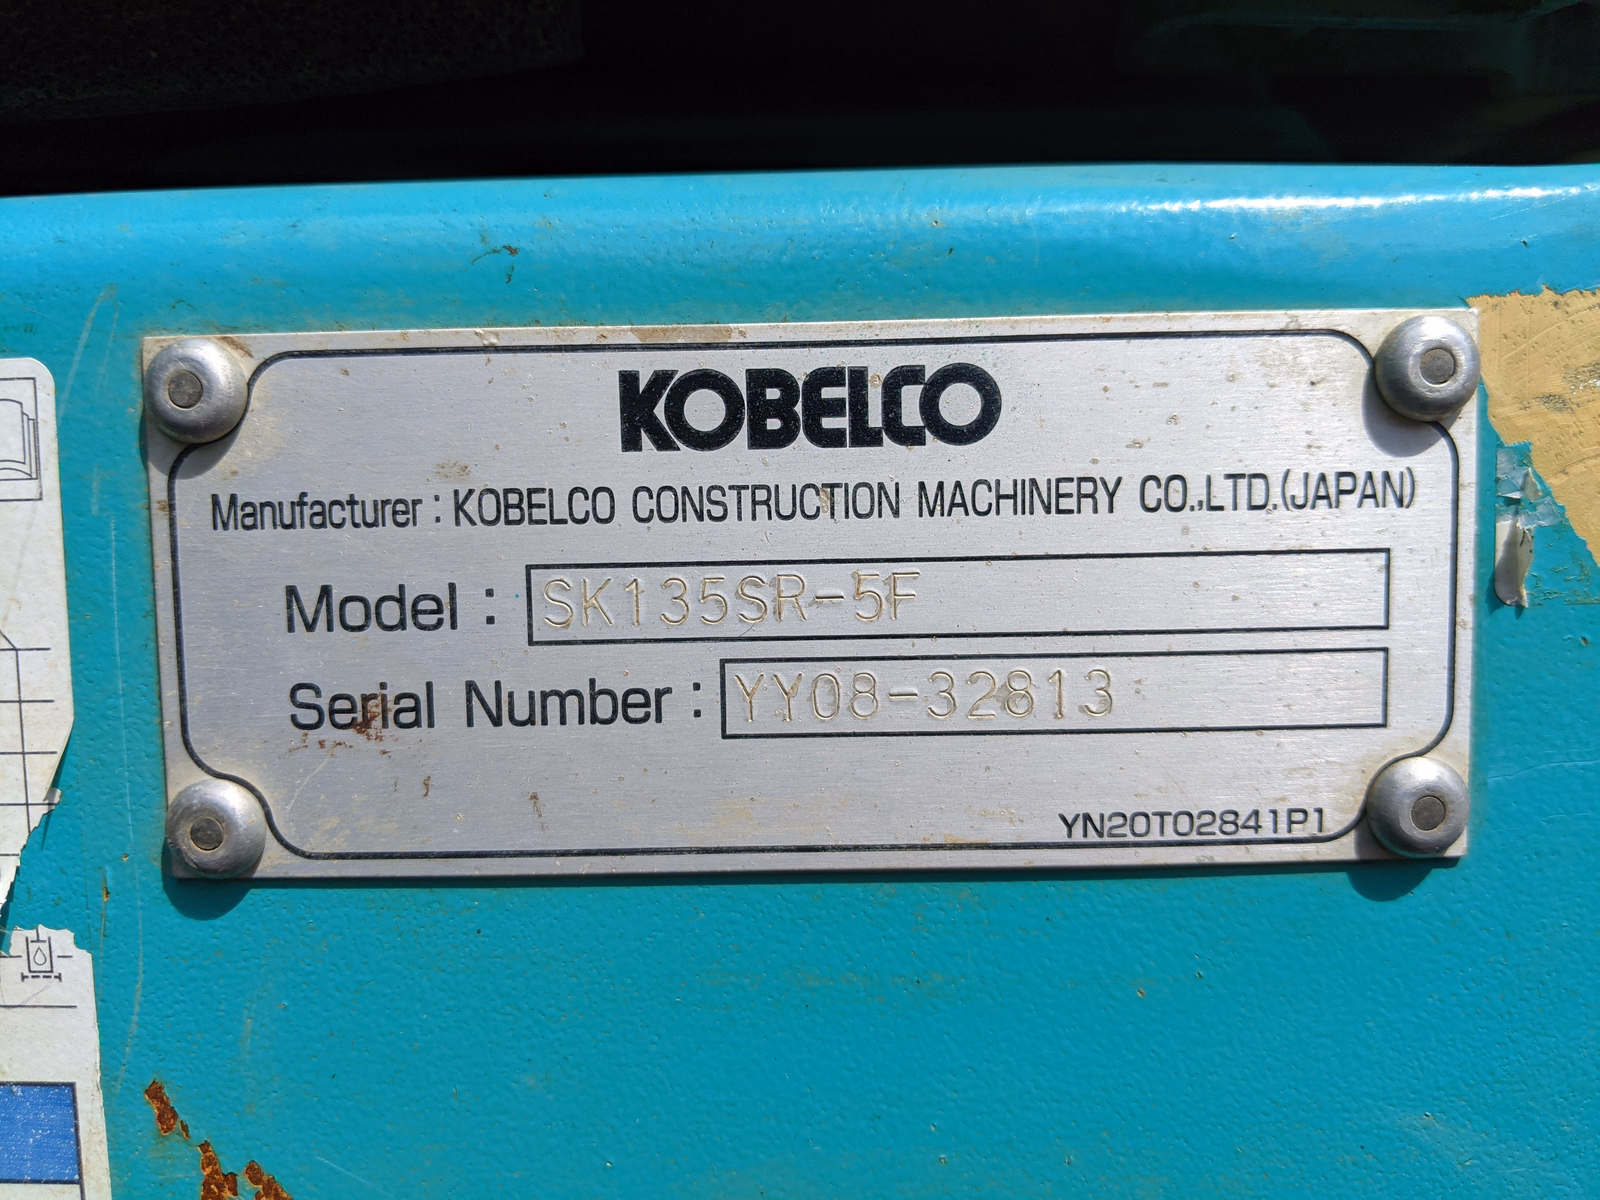 KOBELCO
Manufacturer : KOBELCO CONSTRUCTION MACHINERY CO.,LTD.(JAPAN)
Model : SK135SR-5F
Serial Number : YY08-32813
YN20T02841P1